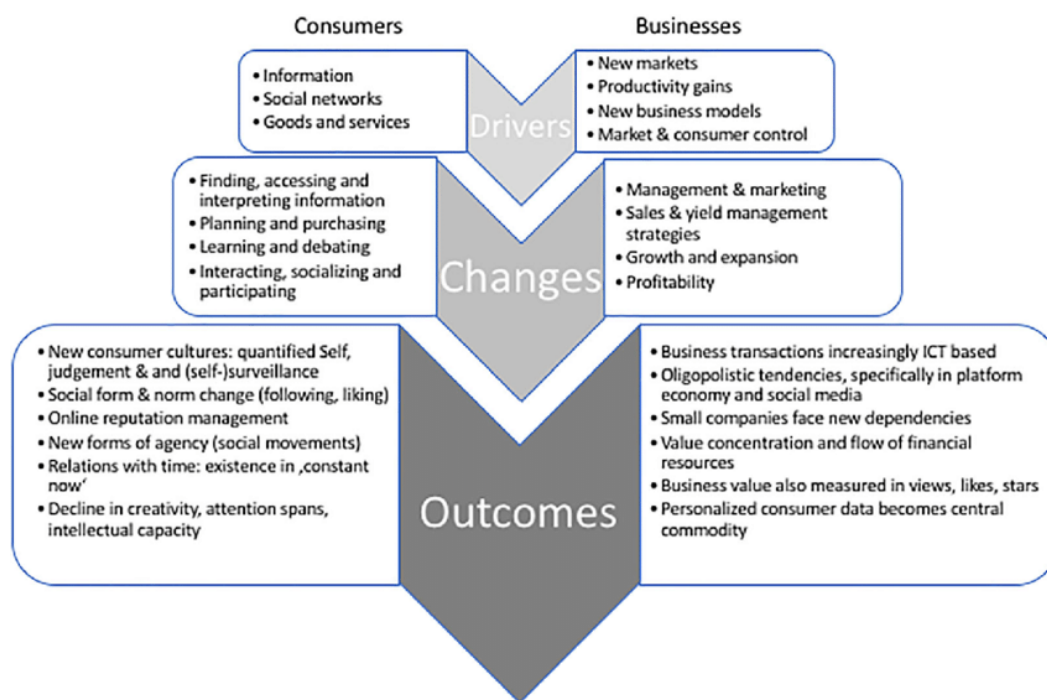 Consumers
Businesses
• Information
• Social networks
• Goods and services
Drivers
• New markets
• Productivity gains
• New business models
• Market & consumer control
• Finding, accessing and
interpreting information
• Planning and purchasing
• Learning and debating
• Interacting, socializing and
participating
Changes
• Management & marketing
• Sales & yield management
strategies
• Growth and expansion
• Profitability
• New consumer cultures: quantified Self,
judgement & and (self-)surveillance
• Social form & norm change (following, liking)
• Online reputation management
• New forms of agency (social movements)
• Relations with time: existence in ‚constant
now‘
• Decline in creativity, attention spans,
intellectual capacity
Outcomes
• Business transactions increasingly ICT based
• Oligopolistic tendencies, specifically in platform
economy and social media
• Small companies face new dependencies
• Value concentration and flow of financial
resources
• Business value also measured in views, likes, stars
• Personalized consumer data becomes central
commodity